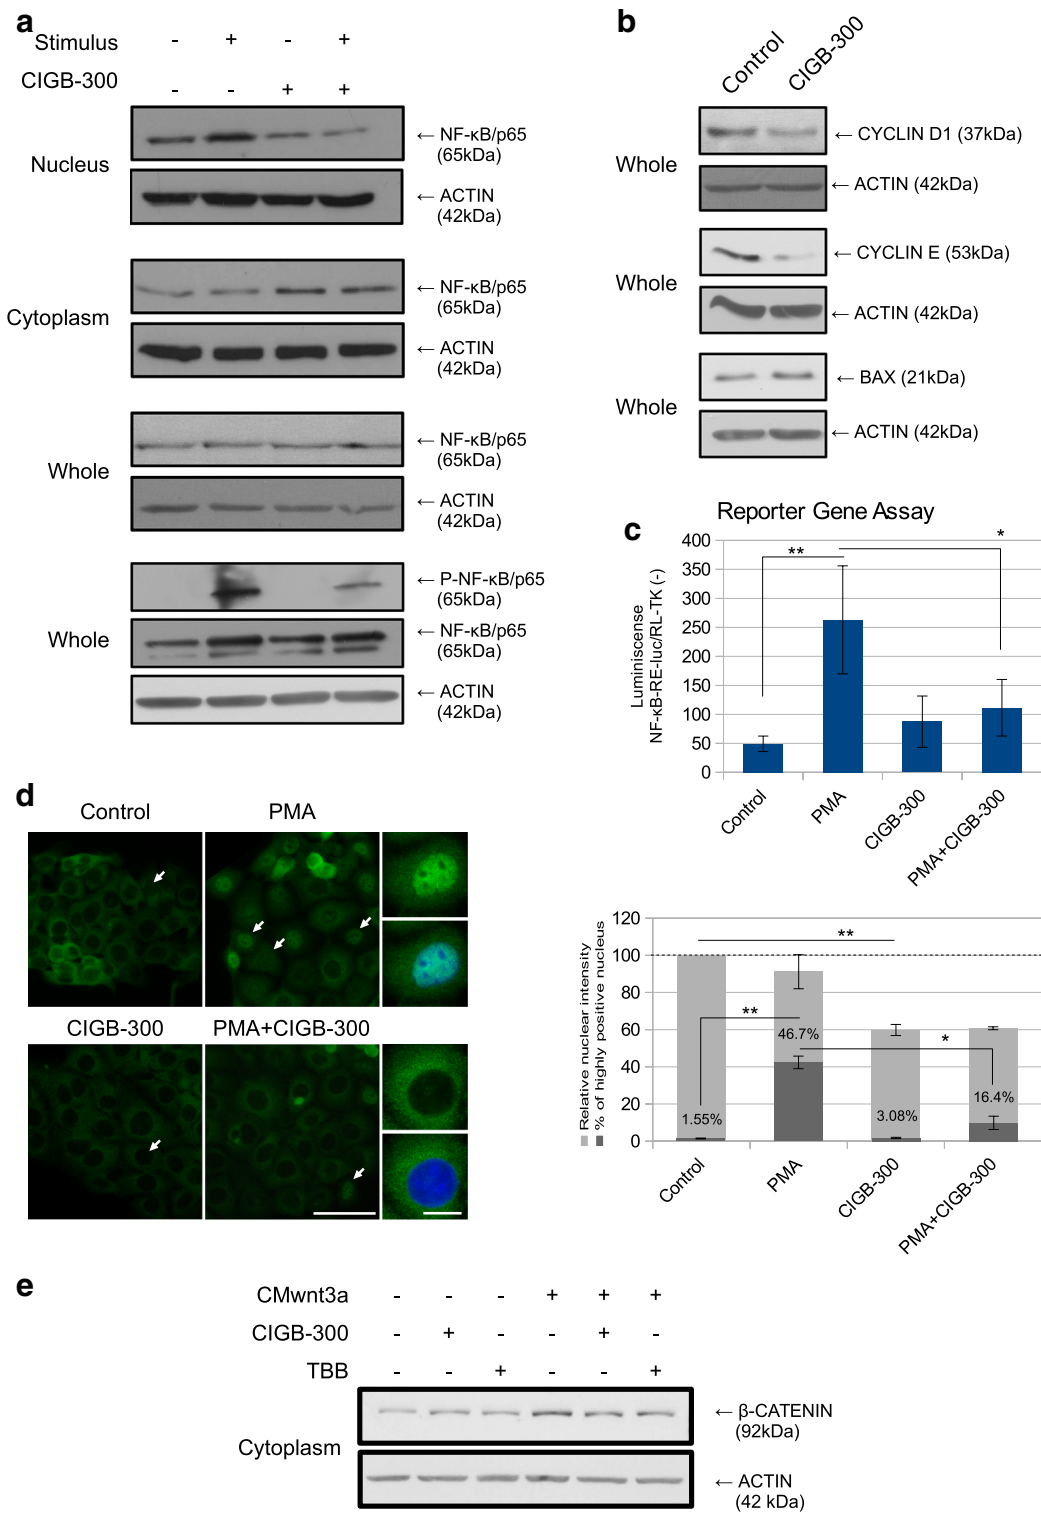 a
Stimulus - + - +
CIGB-300 - - + +
Nucleus
← NF-κB/p65
(65kDa)
← ACTIN
(42kDa)
Cytoplasm
← NF-κB/p65
(65kDa)
← ACTIN
(42kDa)
Whole
← NF-κB/p65
(65kDa)
← ACTIN
(42kDa)
Whole
← P-NF-κB/p65
(65kDa)
← NF-κB/p65
(65kDa)
← ACTIN
(42kDa)
b
Control
CIGB-300
Whole
← CYCLIN D1 (37kDa)
← ACTIN (42kDa)
Whole
← CYCLIN E (53kDa)
← ACTIN (42kDa)
Whole
← BAX (21kDa)
← ACTIN (42kDa)
c
Reporter Gene Assay
Luminiscense
NF-κB-RE-luc/RL-TK (-)
400
350
300
250
200
150
100
50
0
**
*
Control
PMA
CIGB-300
PMA+CIGB-300
d
Control
PMA
CIGB-300
PMA+CIGB-300
Relative nuclear intensity
% of highly positive nucleus
120
100
80
60
40
20
0
**
**
*
1.55%
46.7%
3.08%
16.4%
Control
PMA
CIGB-300
PMA+CIGB-300
e
CMwnt3a - - - + + +
CIGB-300 - + - - + -
TBB - - + - - +
Cytoplasm
← β-CATENIN
(92kDa)
← ACTIN
(42 kDa)